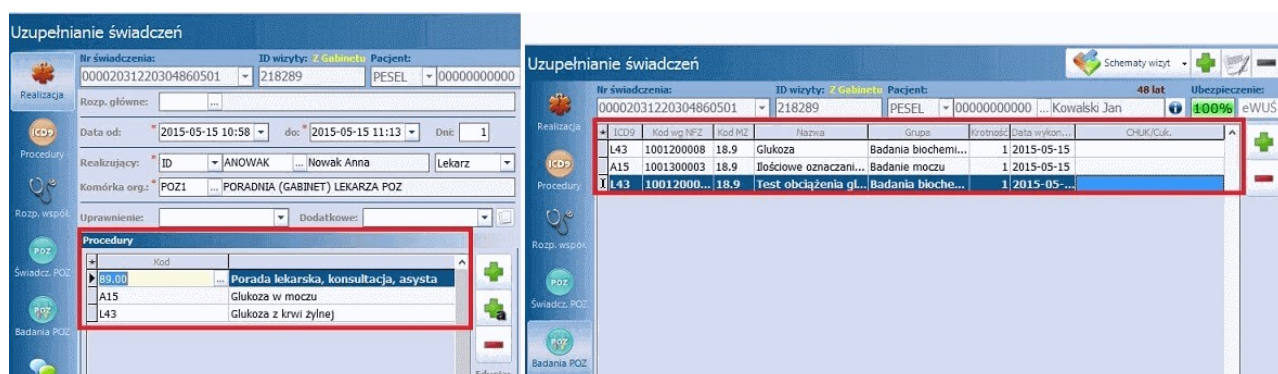 Uzupełnianie świadczeń
Nr świadczenia: ID wizyty: Z Gabinetu Pacjent:
00002031220304860501 218289 PESEL 00000000000
Realizacja
Rozp. główne: ...
Data od: * 2015-05-15 10:58 do: * 2015-05-15 11:13 Dni: 1
ICD9
Procedury
Realizujący: * ID ANOWAK ... Nowak Anna Lekarz
Komórka org.: * POZ1 ... PORADNIA (GABINET) LEKARZA POZ
Rozp. współ.
Uprawnienie: Dodatkowe:
Procedury
Kod
POZ
Świadcz. POZ
89.00 ... Porada lekarska, konsultacja, asysta
A15 Glukoza w moczu
L43 Glukoza z krwi żylnej
a
POZ
Badania POZ
Uzupełnianie świadczeń
Schematy wizyt
Nr świadczenia: ID wizyty: Z Gabinetu Pacjent: 48 lat Ubezpieczenie:
00002031220304860501 218289 PESEL 00000000000 ... Kowalski Jan 100% eWUŚ
Realizacja
ICD9 Kod wg NFZ Kod MZ Nazwa Grupa Krotność Data wykon... CHUK/Cuk.
L43 1001200008 18.9 Glukoza Badania biochemi... 1 2015-05-15
A15 1001300003 18.9 Ilościowe oznaczani... Badanie moczu 1 2015-05-15
L43 10012000... 18.9 Test obciążenia gl... Badania bioche... 1 2015-05-...
ICD9
Procedury
Rozp. współ.
POZ
Świadcz. POZ
POZ
Badania POZ